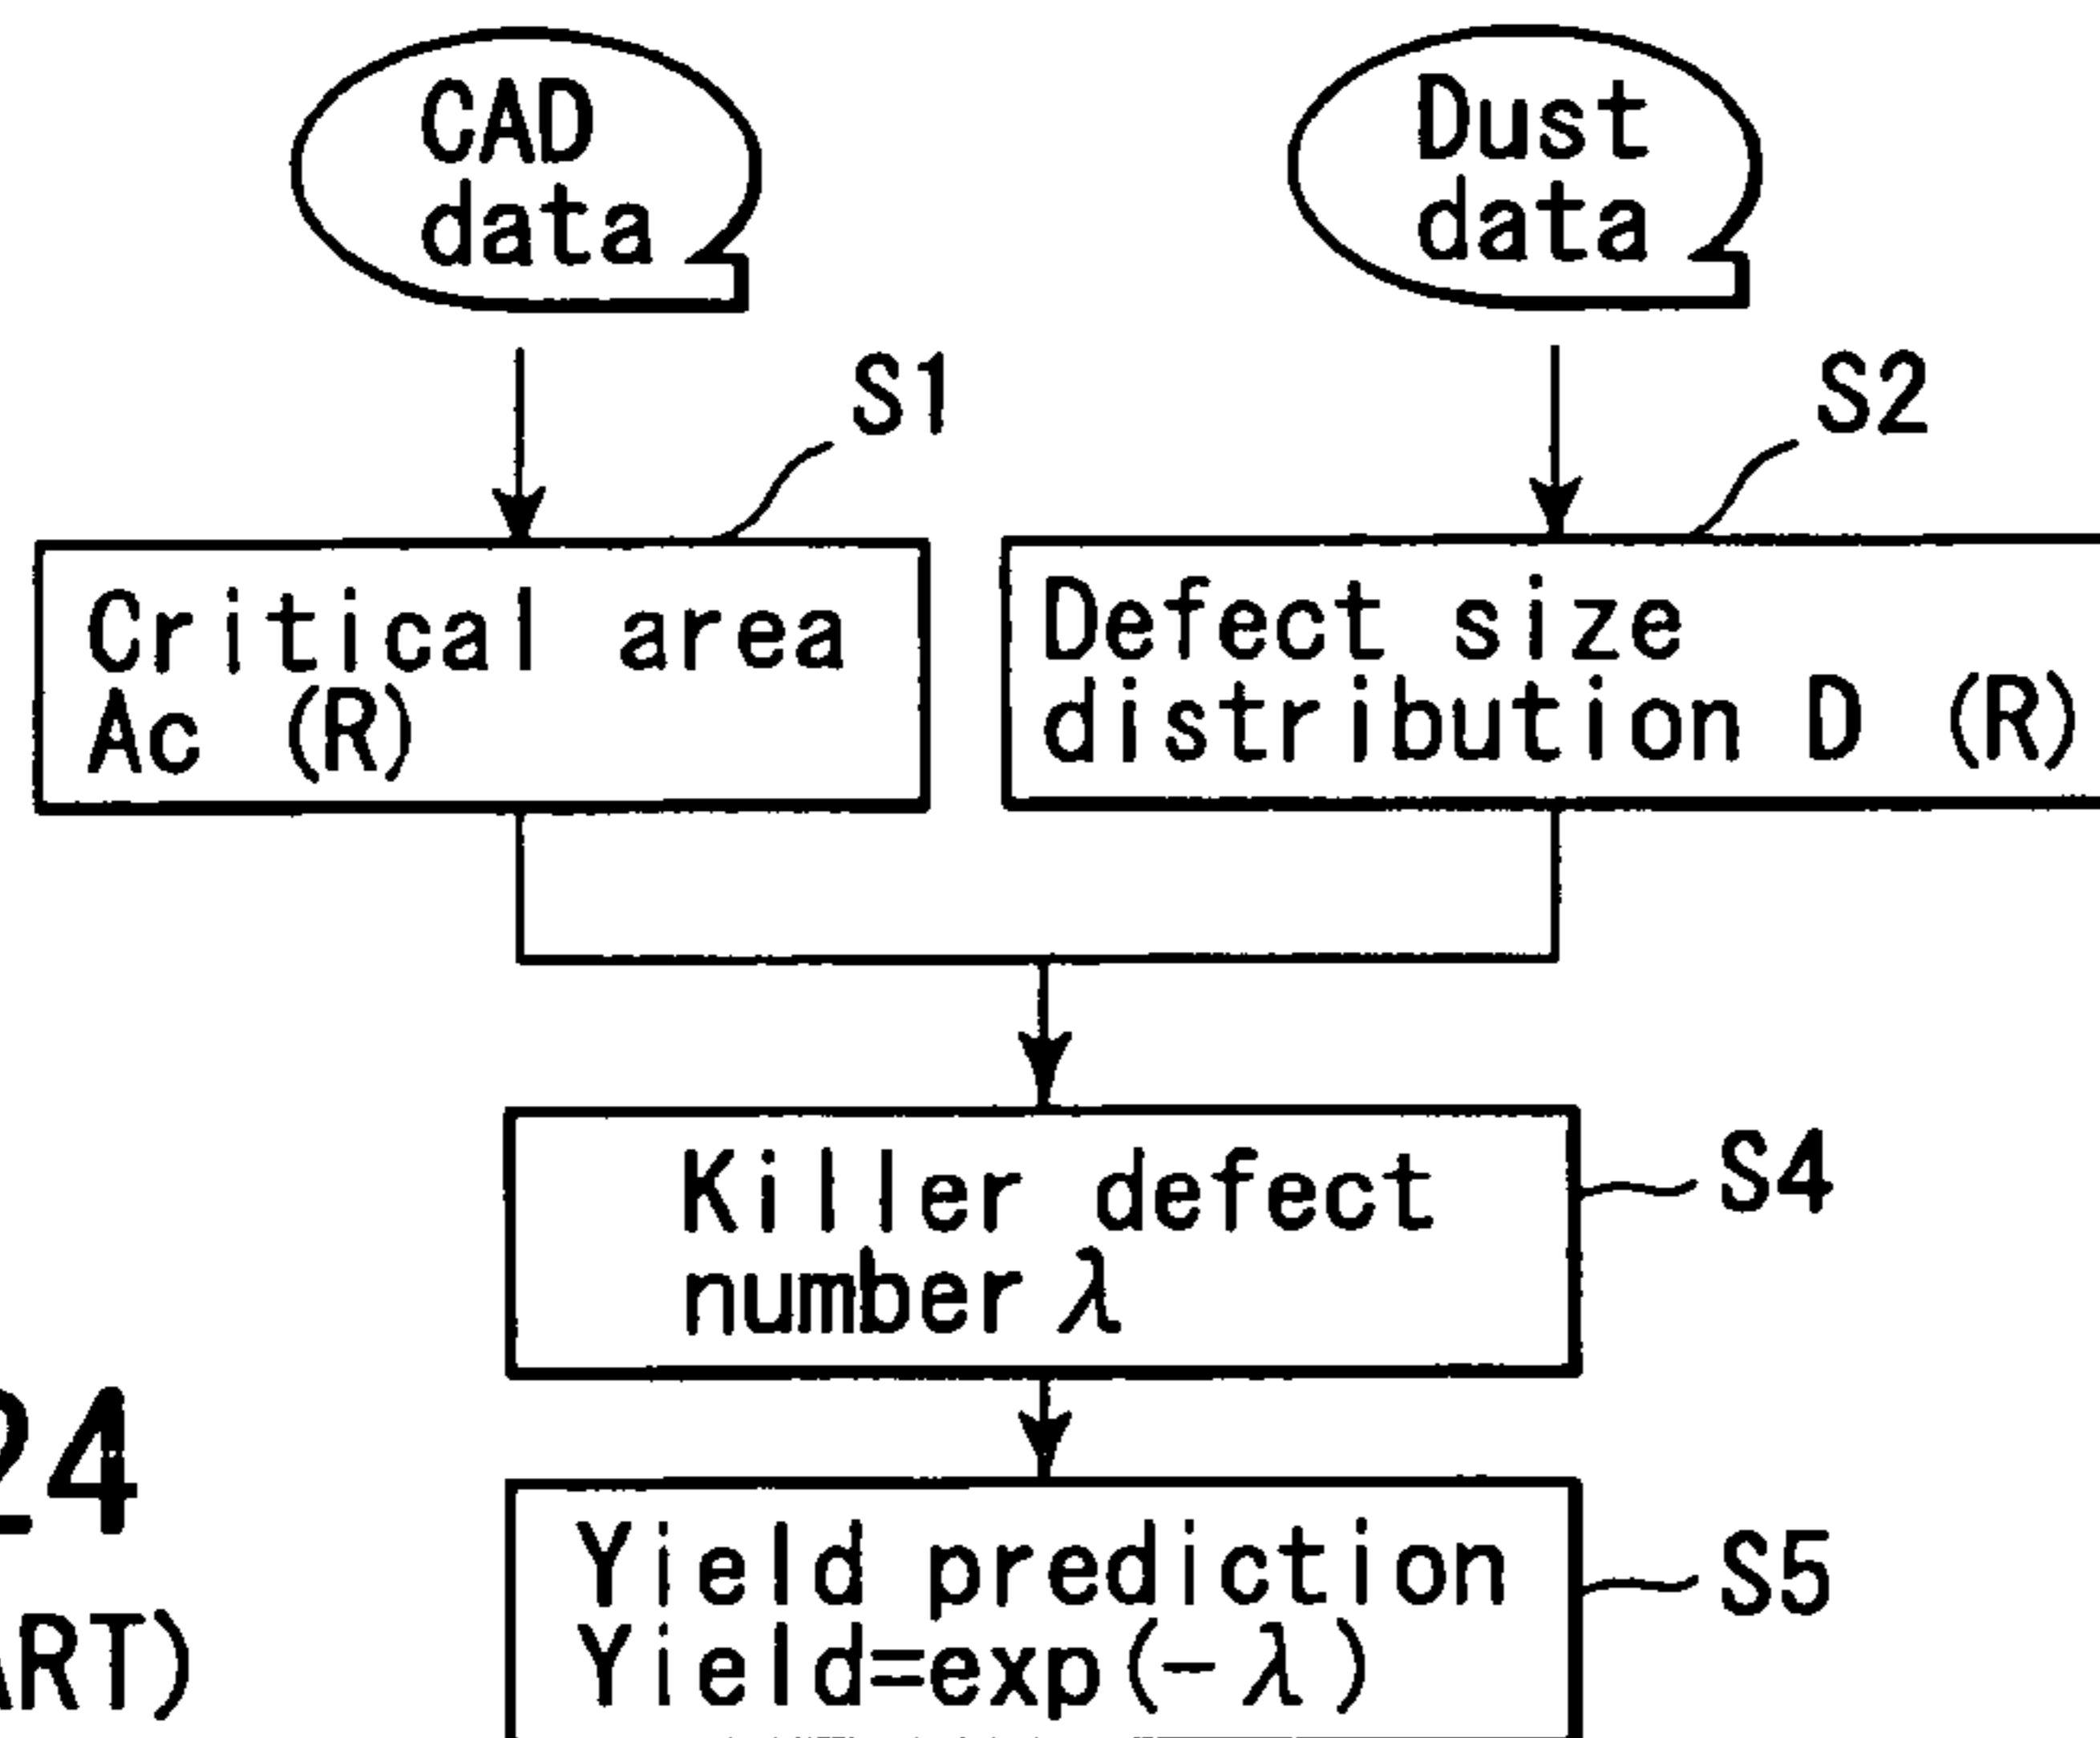 CAD
data
Dust
data
S1
S2
Critical area
Ac (R)
Defect size
distribution D (R)
Killer defect
number λ
S4
24
Yield prediction
Yield=exp(-λ)
S5
ART)